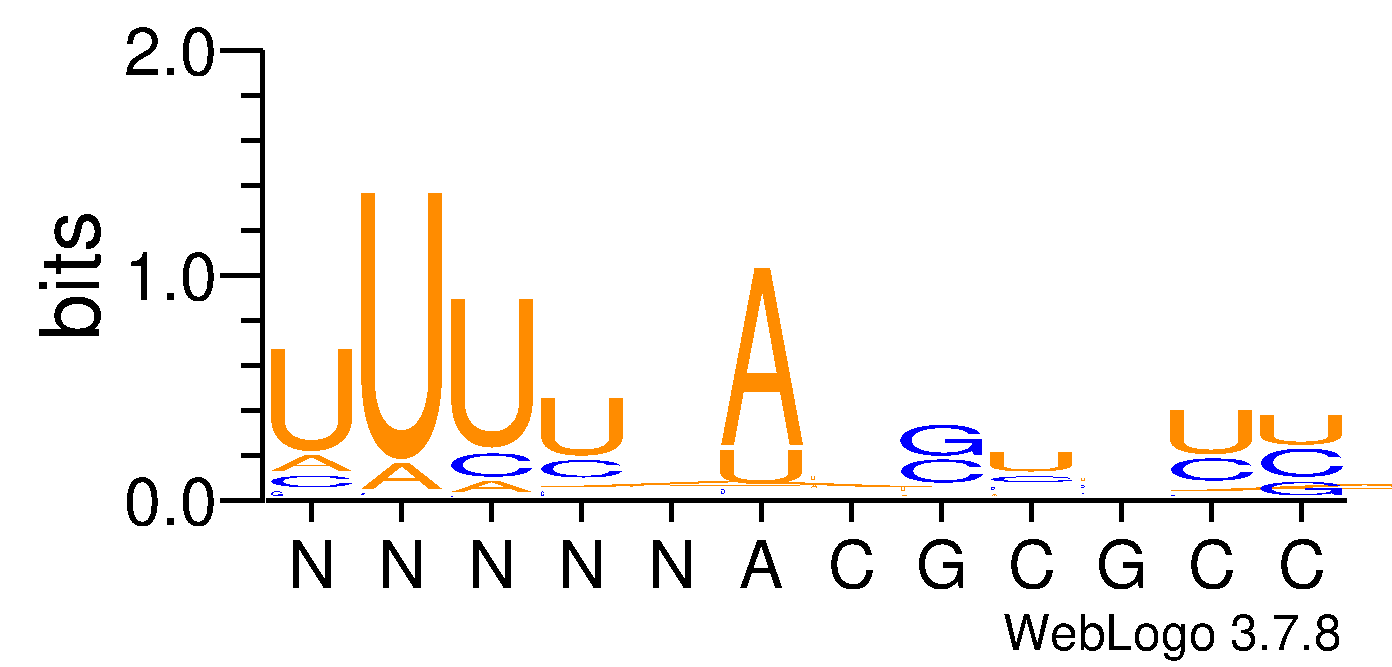 2.0
bits
1.0
0.0
U U U U A G U U U
A A C C U C C C C
C A G
G
N N N N N A C G C G C C
WebLogo 3.7.8